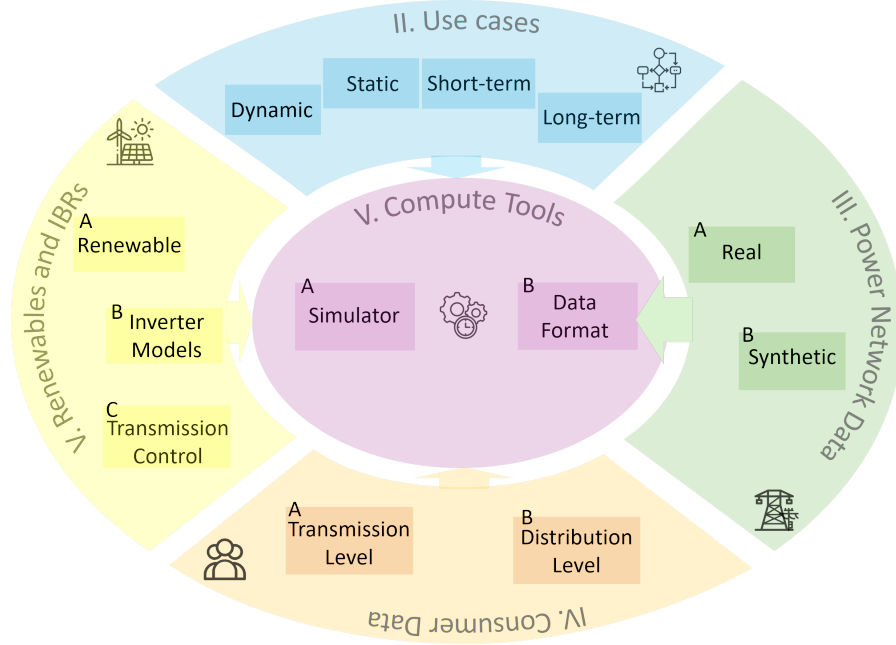 II. Use cases
Dynamic
Static
Short-term
Long-term
III. Power Network Data
A
Real
B
Synthetic
IV. Consumer Data
A
Transmission
Level
B
Distribution
Level
V. Renewables and IBRs
A
Renewable
B
Inverter
Models
C
Transmission
Control
V. Compute Tools
A
Simulator
B
Data
Format